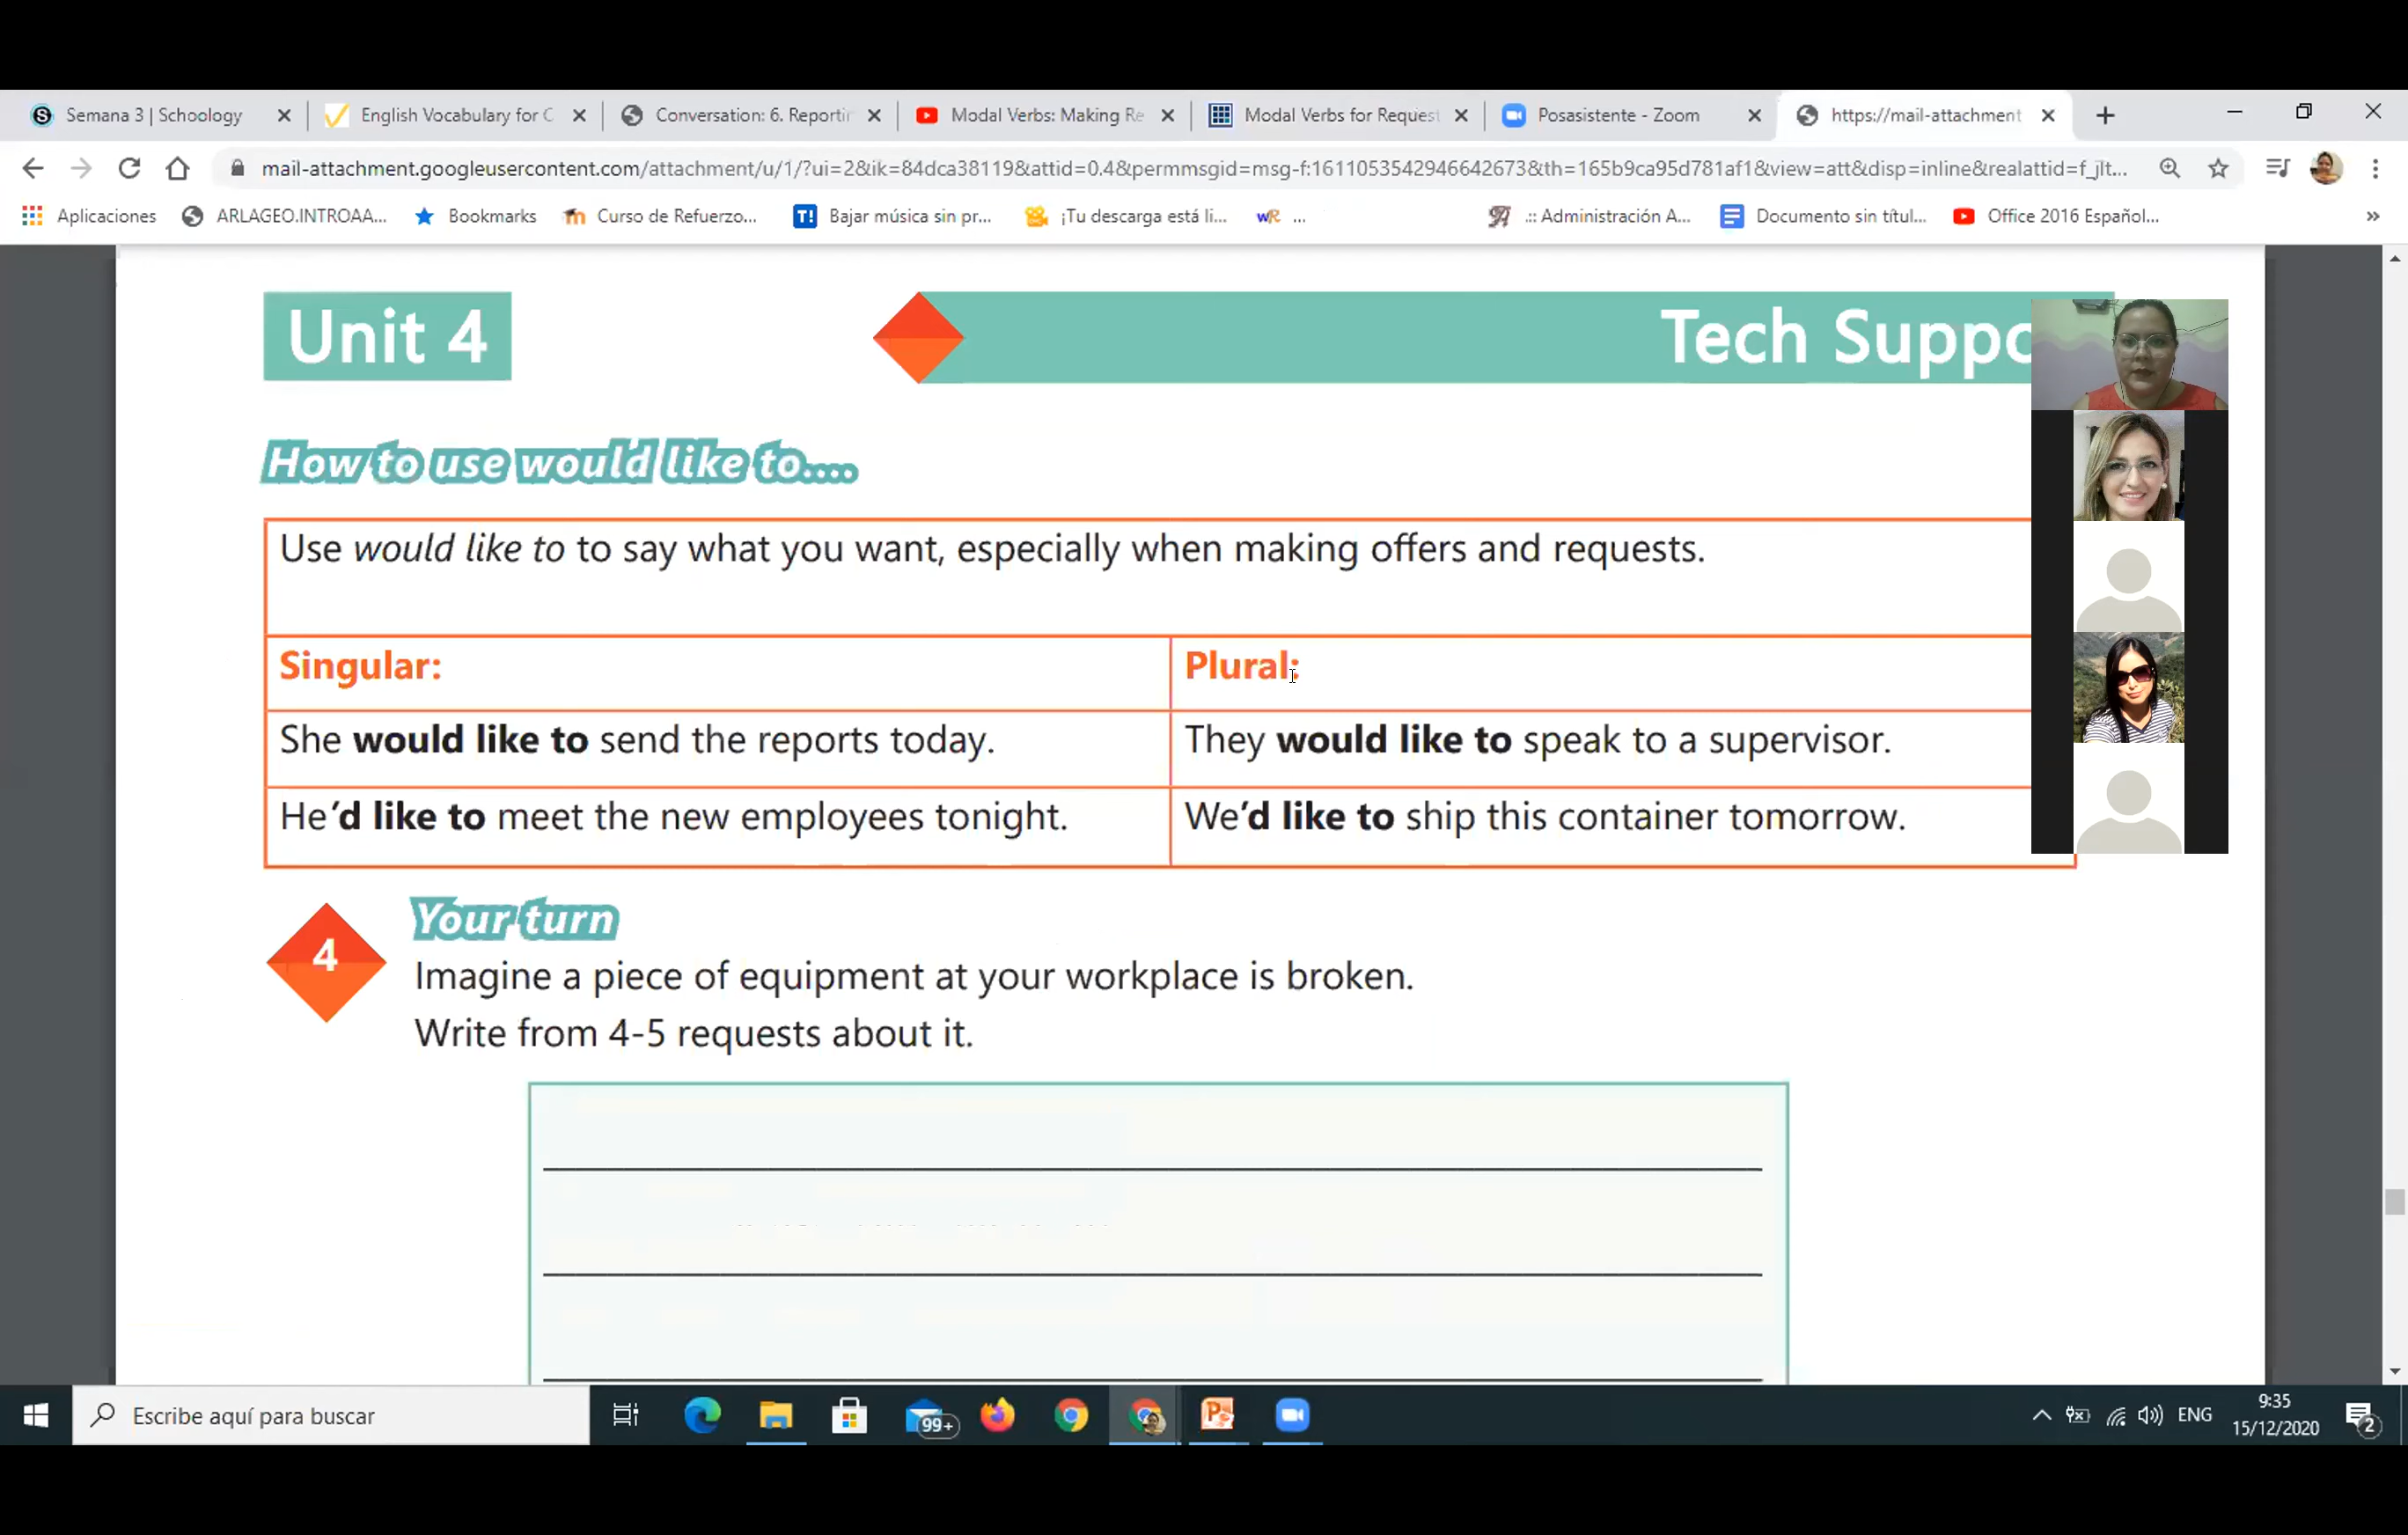 Semana 3 | Schoology
English Vocabulary for C
Conversation: 6. Reportin
Modal Verbs: Making Re
Modal Verbs for Request
Posasistente - Zoom
https://mail-attachment
mail-attachment.googleusercontent.com/attachment/u/1/?ui=2&ik=84dca38119&attid=0.4&permmsgid=msg-f:1611053542946642673&th=165b9ca95d781af1&view=att&disp=inline&realattid=f_jlt...
Aplicaciones
ARLAGEO.INTROAA...
Bookmarks
Curso de Refuerzo...
T!
Bajar música sin pr...
¡Tu descarga está li...
wR
...
.:: Administración A...
Documento sin títul...
Office 2016 Español...
»
Unit 4
Tech Suppo
How to use would like to....
Use would like to to say what you want, especially when making offers and requests.
Singular:
Plural:
She would like to send the reports today.
They would like to speak to a supervisor.
He'd like to meet the new employees tonight.
We'd like to ship this container tomorrow.
4
Your turn
Imagine a piece of equipment at your workplace is broken.
Write from 4-5 requests about it.
Escribe aquí para buscar
99+
ENG
9:35
15/12/2020
2